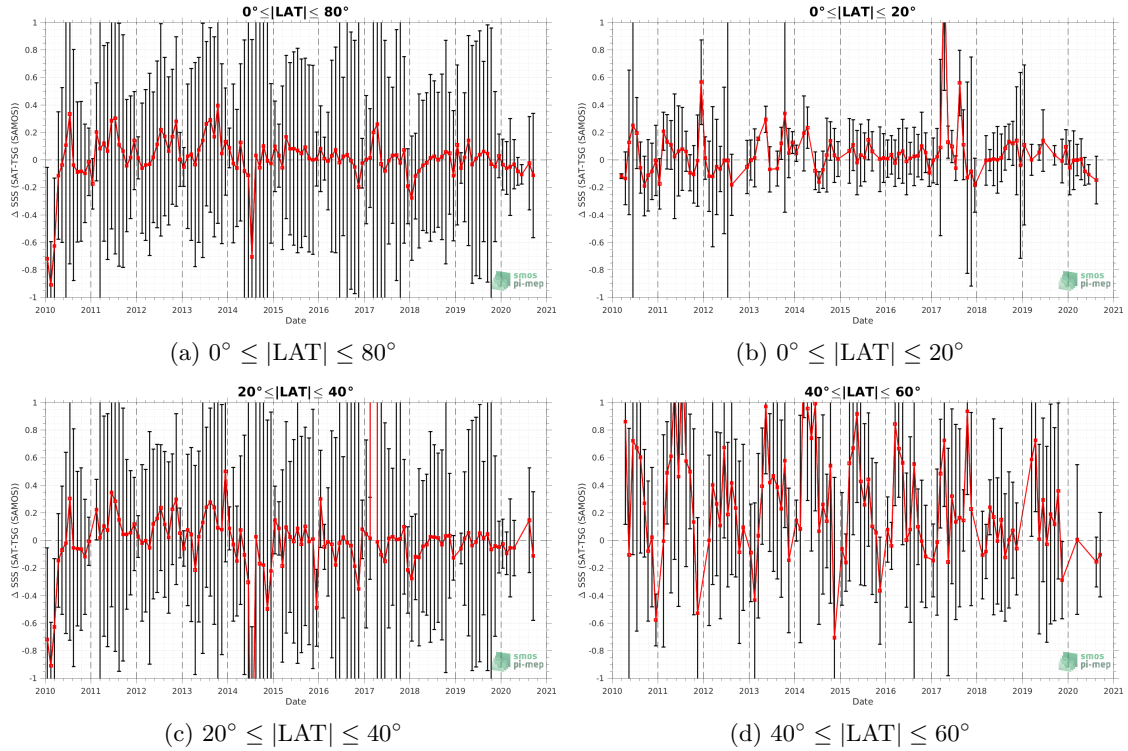 0°≤|LAT|≤ 80°
Δ SSS (SAT-TSG (SAMOS))
1
0.8
0.6
0.4
0.2
0
-0.2
-0.4
-0.6
-0.8
-1
2010 2011 2012 2013 2014 2015 2016 2017 2018 2019 2020 2021
Date
smos
pi-mep
(a) 0° ≤ |LAT| ≤ 80°
0°≤|LAT|≤ 20°
Δ SSS (SAT-TSG (SAMOS))
1
0.8
0.6
0.4
0.2
0
-0.2
-0.4
-0.6
-0.8
-1
2010 2011 2012 2013 2014 2015 2016 2017 2018 2019 2020 2021
Date
smos
pi-mep
(b) 0° ≤ |LAT| ≤ 20°
20°≤|LAT|≤ 40°
Δ SSS (SAT-TSG (SAMOS))
1
0.8
0.6
0.4
0.2
0
-0.2
-0.4
-0.6
-0.8
-1
2010 2011 2012 2013 2014 2015 2016 2017 2018 2019 2020 2021
Date
smos
pi-mep
(c) 20° ≤ |LAT| ≤ 40°
40°≤|LAT|≤ 60°
Δ SSS (SAT-TSG (SAMOS))
1
0.8
0.6
0.4
0.2
0
-0.2
-0.4
-0.6
-0.8
-1
2010 2011 2012 2013 2014 2015 2016 2017 2018 2019 2020 2021
Date
smos
pi-mep
(d) 40° ≤ |LAT| ≤ 60°